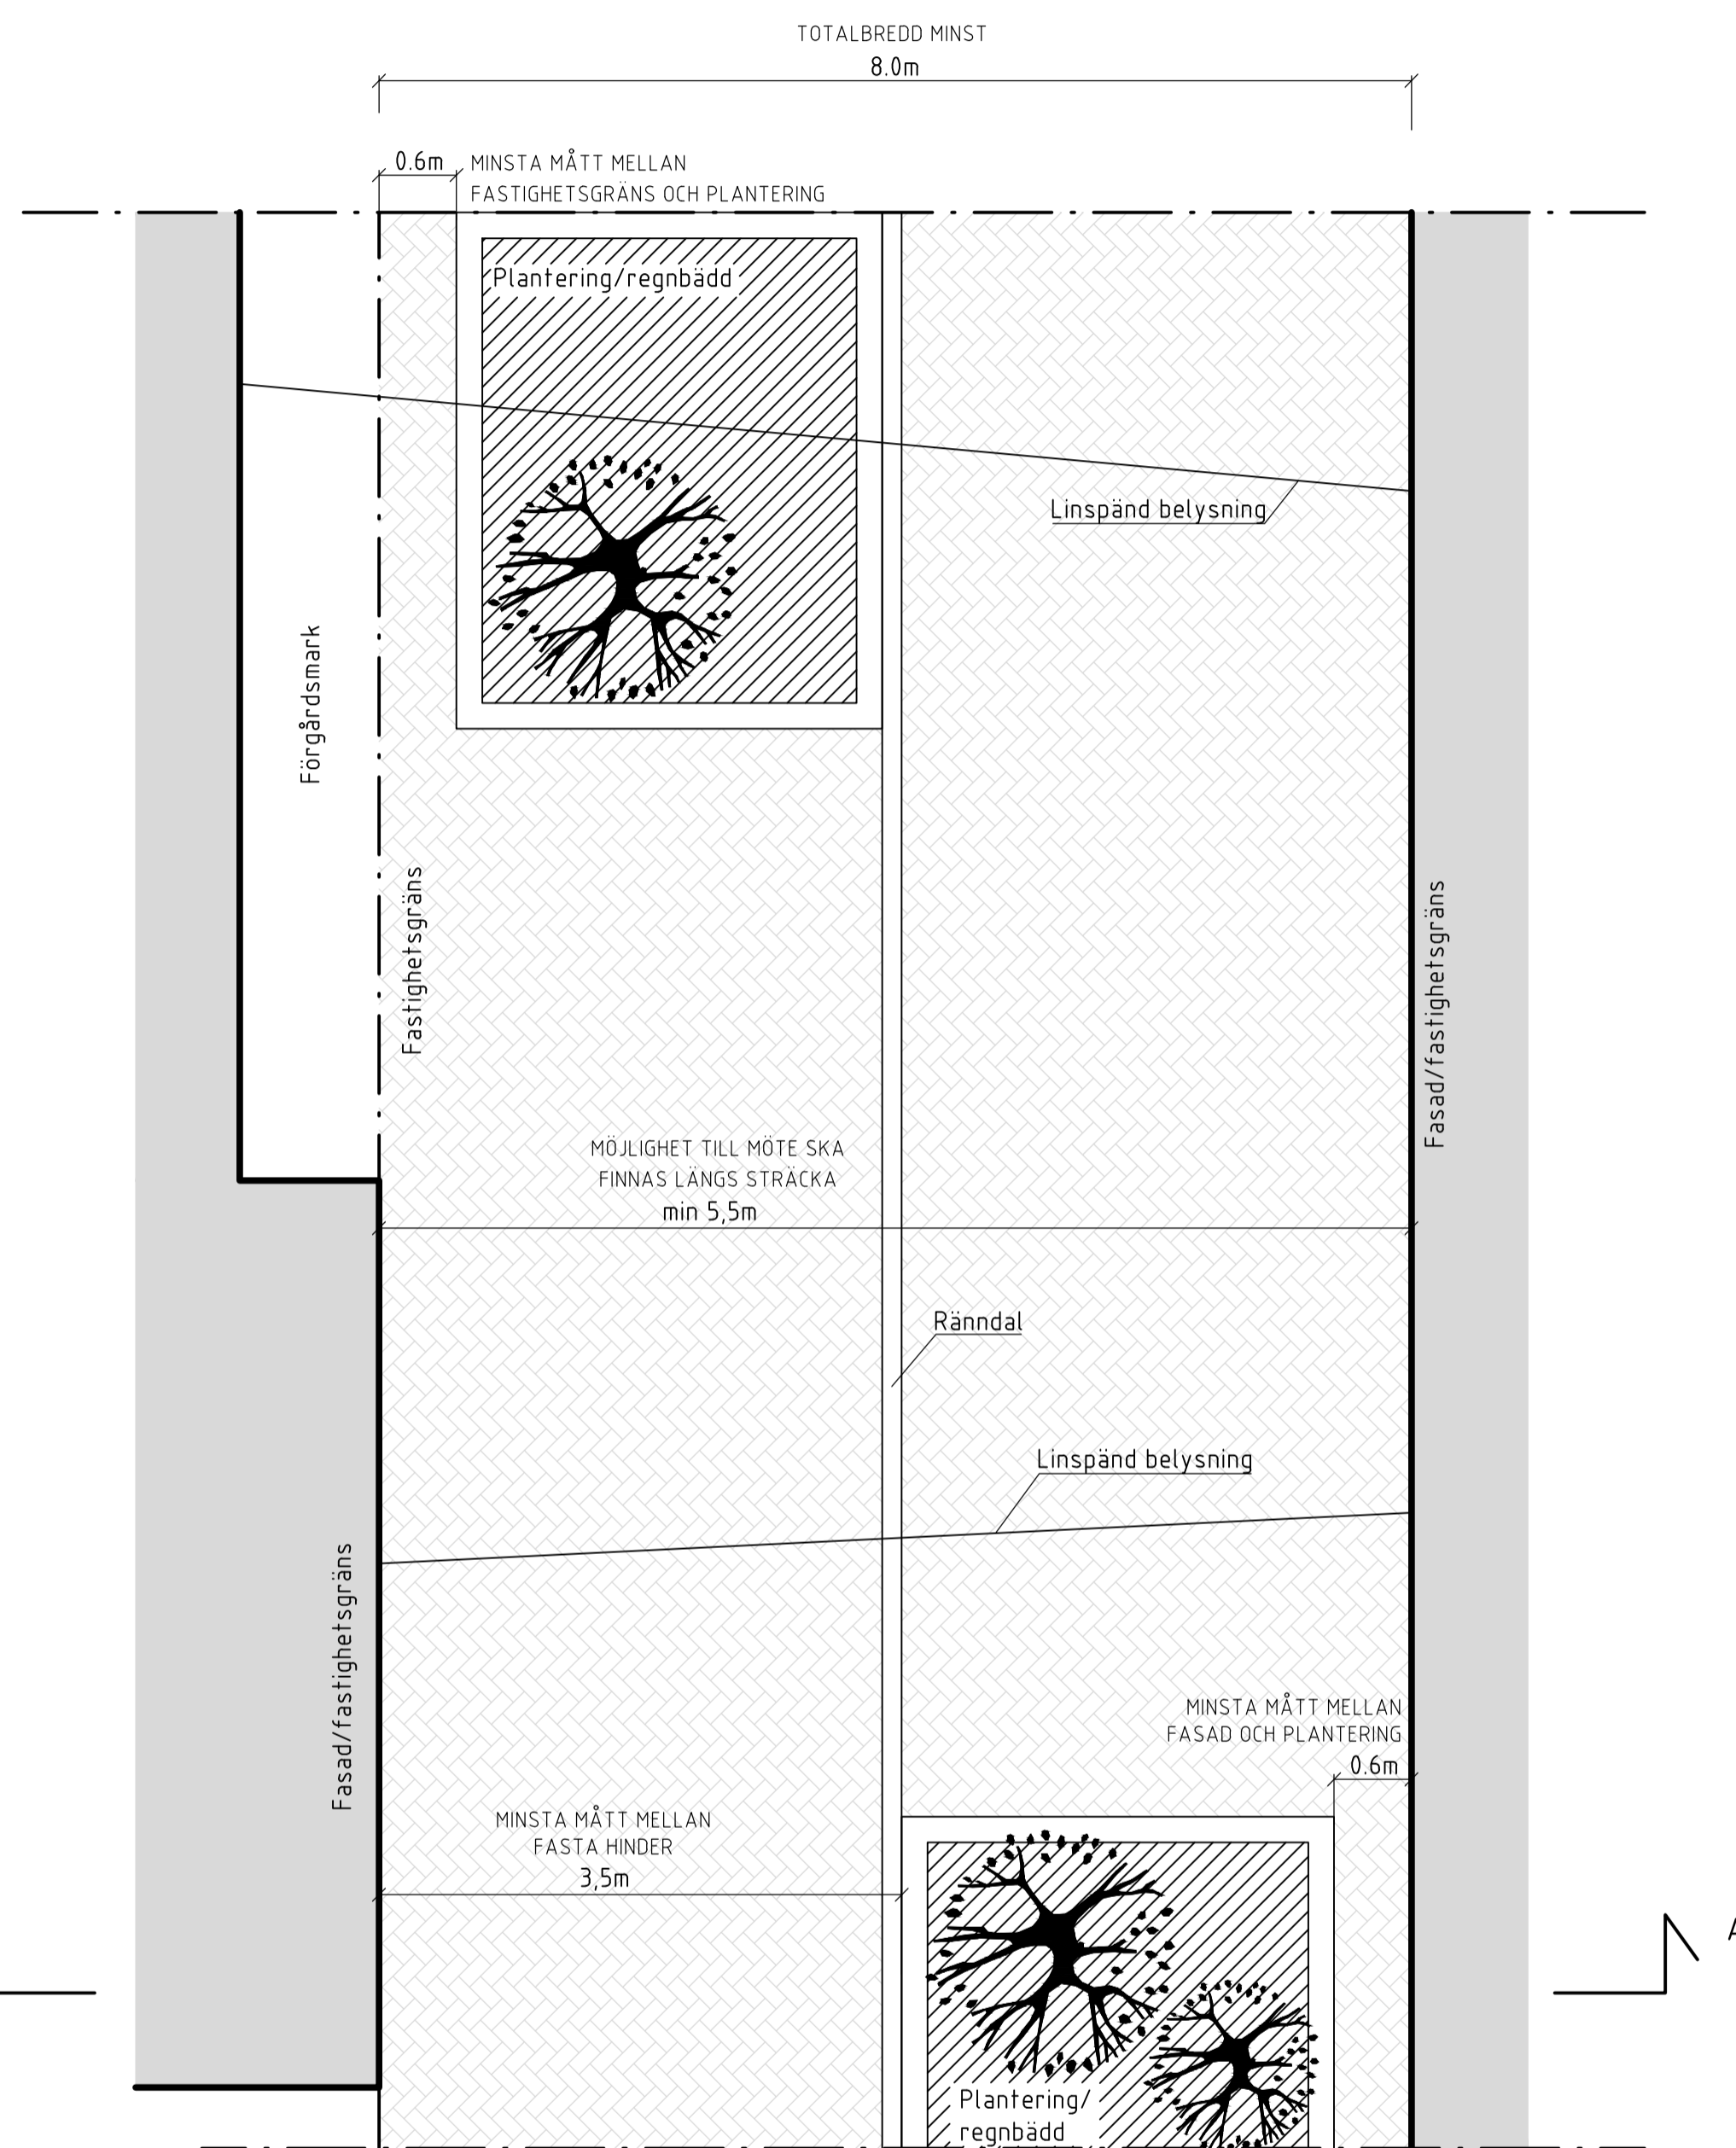 TOTALBREDD MINST
8.0m
0.6m
MINSTA MÅTT MELLAN
FASTIGHETSGRÄNS OCH PLANTERING
Plantering/regnbädd
Linspänd belysning
Förgårdsmark
Fastighetsgräns
Fasad/fastighetsgräns
MÖJLIGHET TILL MÖTE SKA
FINNAS LÄNGS STRÄCKA
min 5,5m
Ränndal
Linspänd belysning
Fasad/fastighetsgräns
MINSTA MÅTT MELLAN
FASAD OCH PLANTERING
0.6m
MINSTA MÅTT MELLAN
FASTA HINDER
3,5m
Plantering/
regnbädd